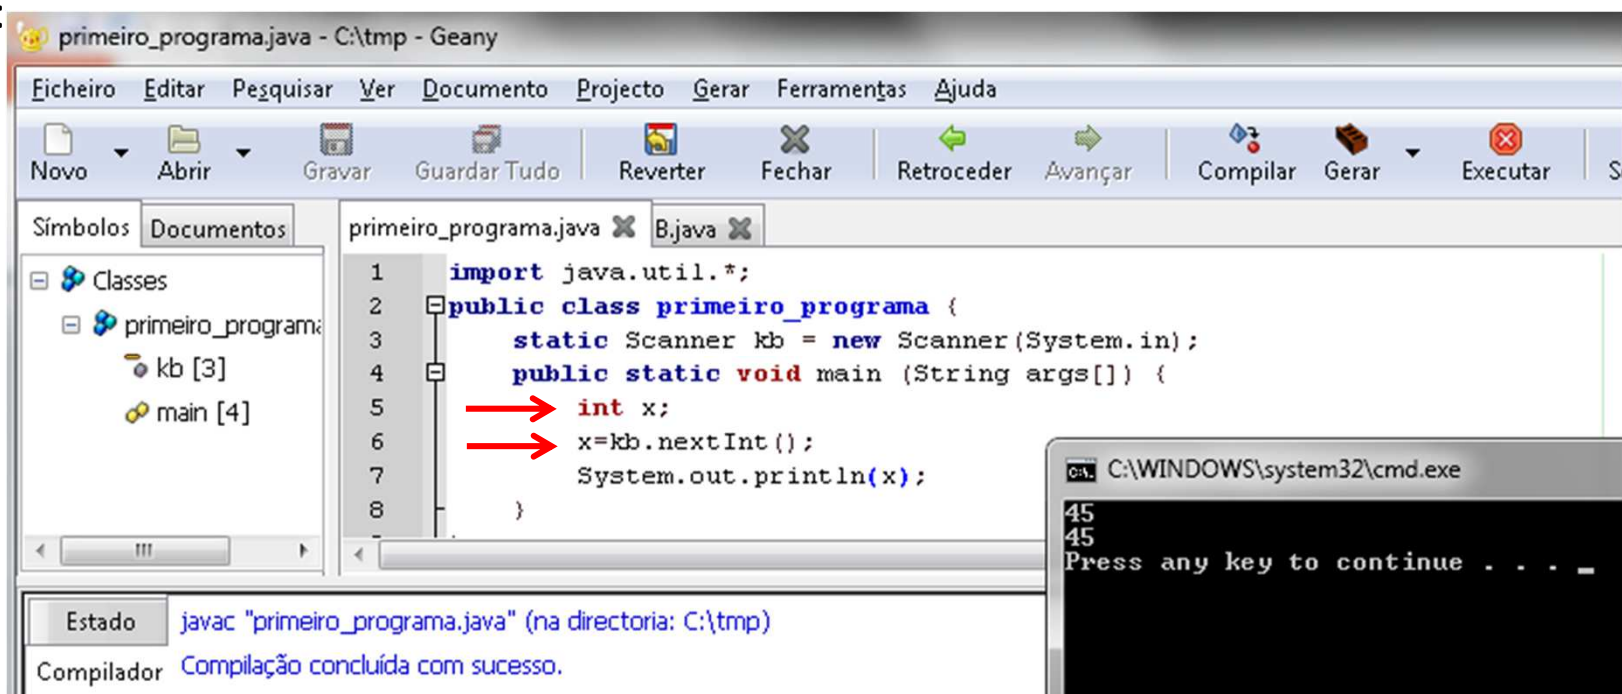 :
primeiro_programa.java - C:\tmp - Geany
Ficheiro Editar Pesquisar Ver Documento Projecto Gerar Ferramentas Ajuda
Novo Abrir Gravar Guardar Tudo Reverter Fechar Retroceder Avançar Compilar Gerar Executar
Símbolos Documentos
primeiro_programa.java B.java
Classes
primeiro_programa
kb [3]
main [4]
1 import java.util.*;
2 public class primeiro_programa {
3 static Scanner kb = new Scanner(System.in);
4 public static void main (String args[]) {
5 int x;
6 x=kb.nextInt();
7 System.out.println(x);
8 }
C:\WINDOWS\system32\cmd.exe
45
45
Press any key to continue . . . _
Estado
Compilador
javac "primeiro_programa.java" (na directoria: C:\tmp)
Compilação concluída com sucesso.